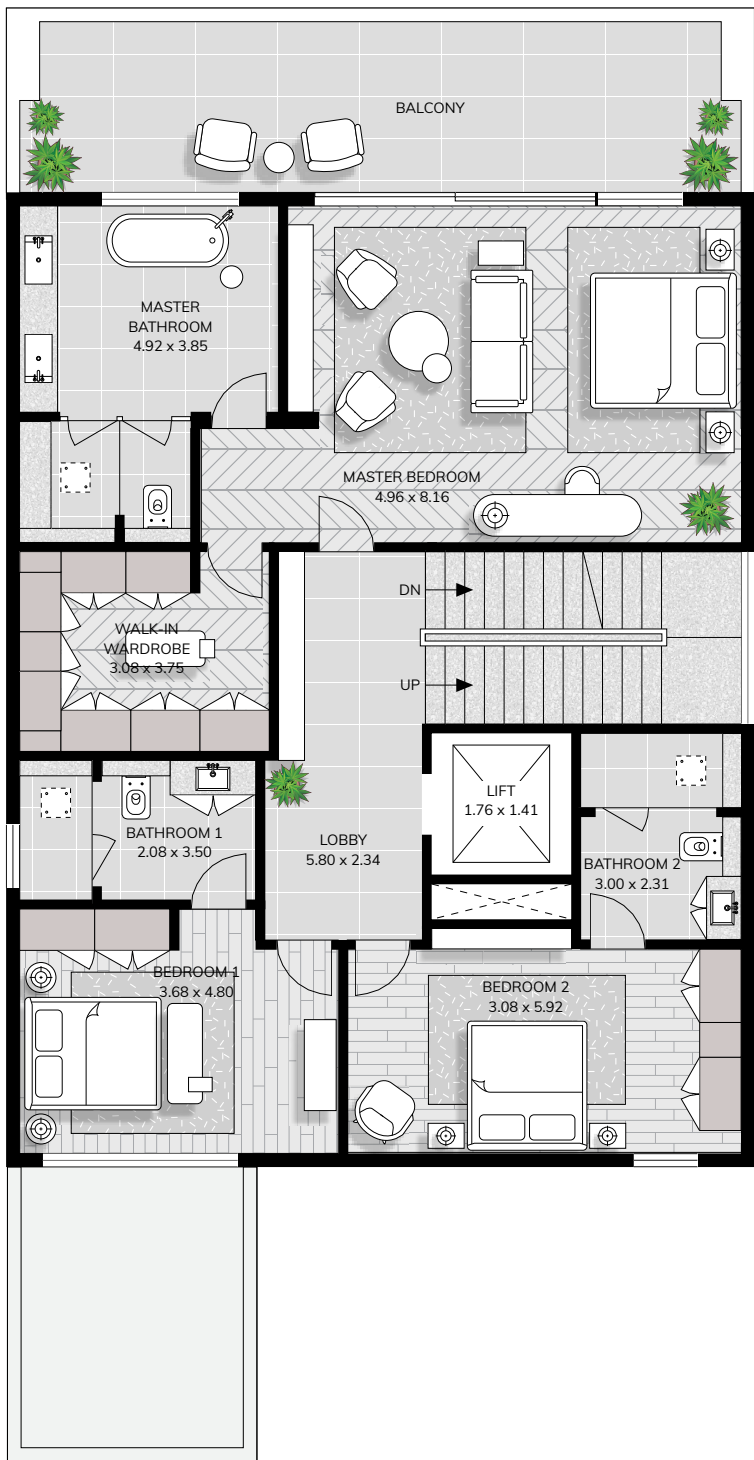 BALCONY
MASTER
BATHROOM
4.92 x 3.85
MASTER BEDROOM
4.96 x 8.16
DN
WALK-IN
WARDROBE
3.08 x 3.75
UP
LIFT
1.76 x 1.41
BATHROOM 1
2.08 x 3.50
LOBBY
5.80 x 2.34
BATHROOM 2
3.00 x 2.31
BEDROOM 1
3.68 x 4.80
BEDROOM 2
3.08 x 5.92